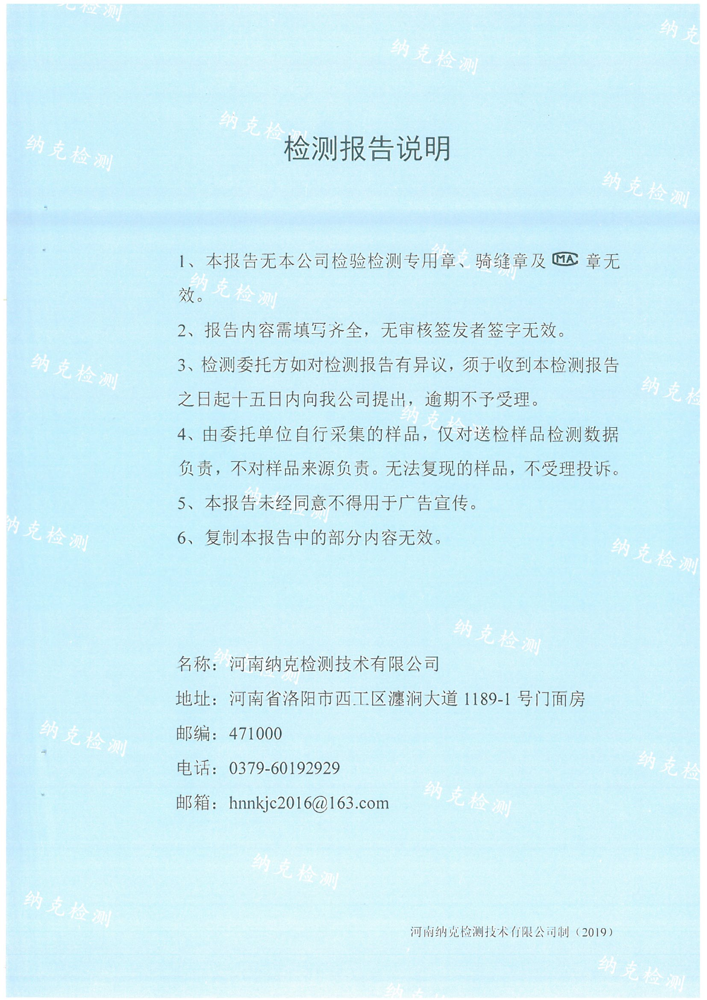 检测报告说明
1、本报告无本公司检验检测专用章、骑缝章及 MA 章无
效。
2、报告内容需填写齐全，无审核签发者签字无效。
3、检测委托方如对检测报告有异议，须于收到本检测报告
之日起十五日内向我公司提出，逾期不予受理。
4、由委托单位自行采集的样品，仅对送检样品检测数据
负责，不对样品来源负责。无法复现的样品，不受理投诉。
5、本报告未经同意不得用于广告宣传。
6、复制本报告中的部分内容无效。
名称：河南纳克检测技术有限公司
地址：河南省洛阳市西工区瀍涧大道 1189-1 号门面房
邮编：471000
电话：0379-60192929
邮箱：hnnkjc2016@163.com
河南纳克检测技术有限公司制（2019）
纳克检测